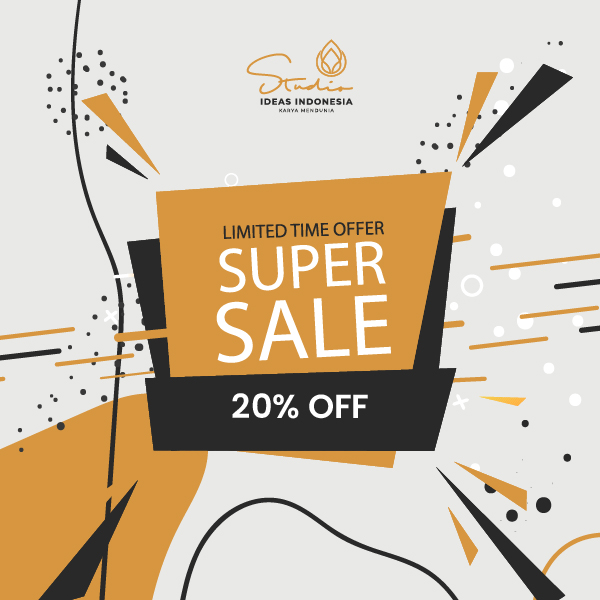 Studio
IDEAS INDONESIA
KARYA MENDUNIA
LIMITED TIME OFFER
SUPER
SALE
20% OFF